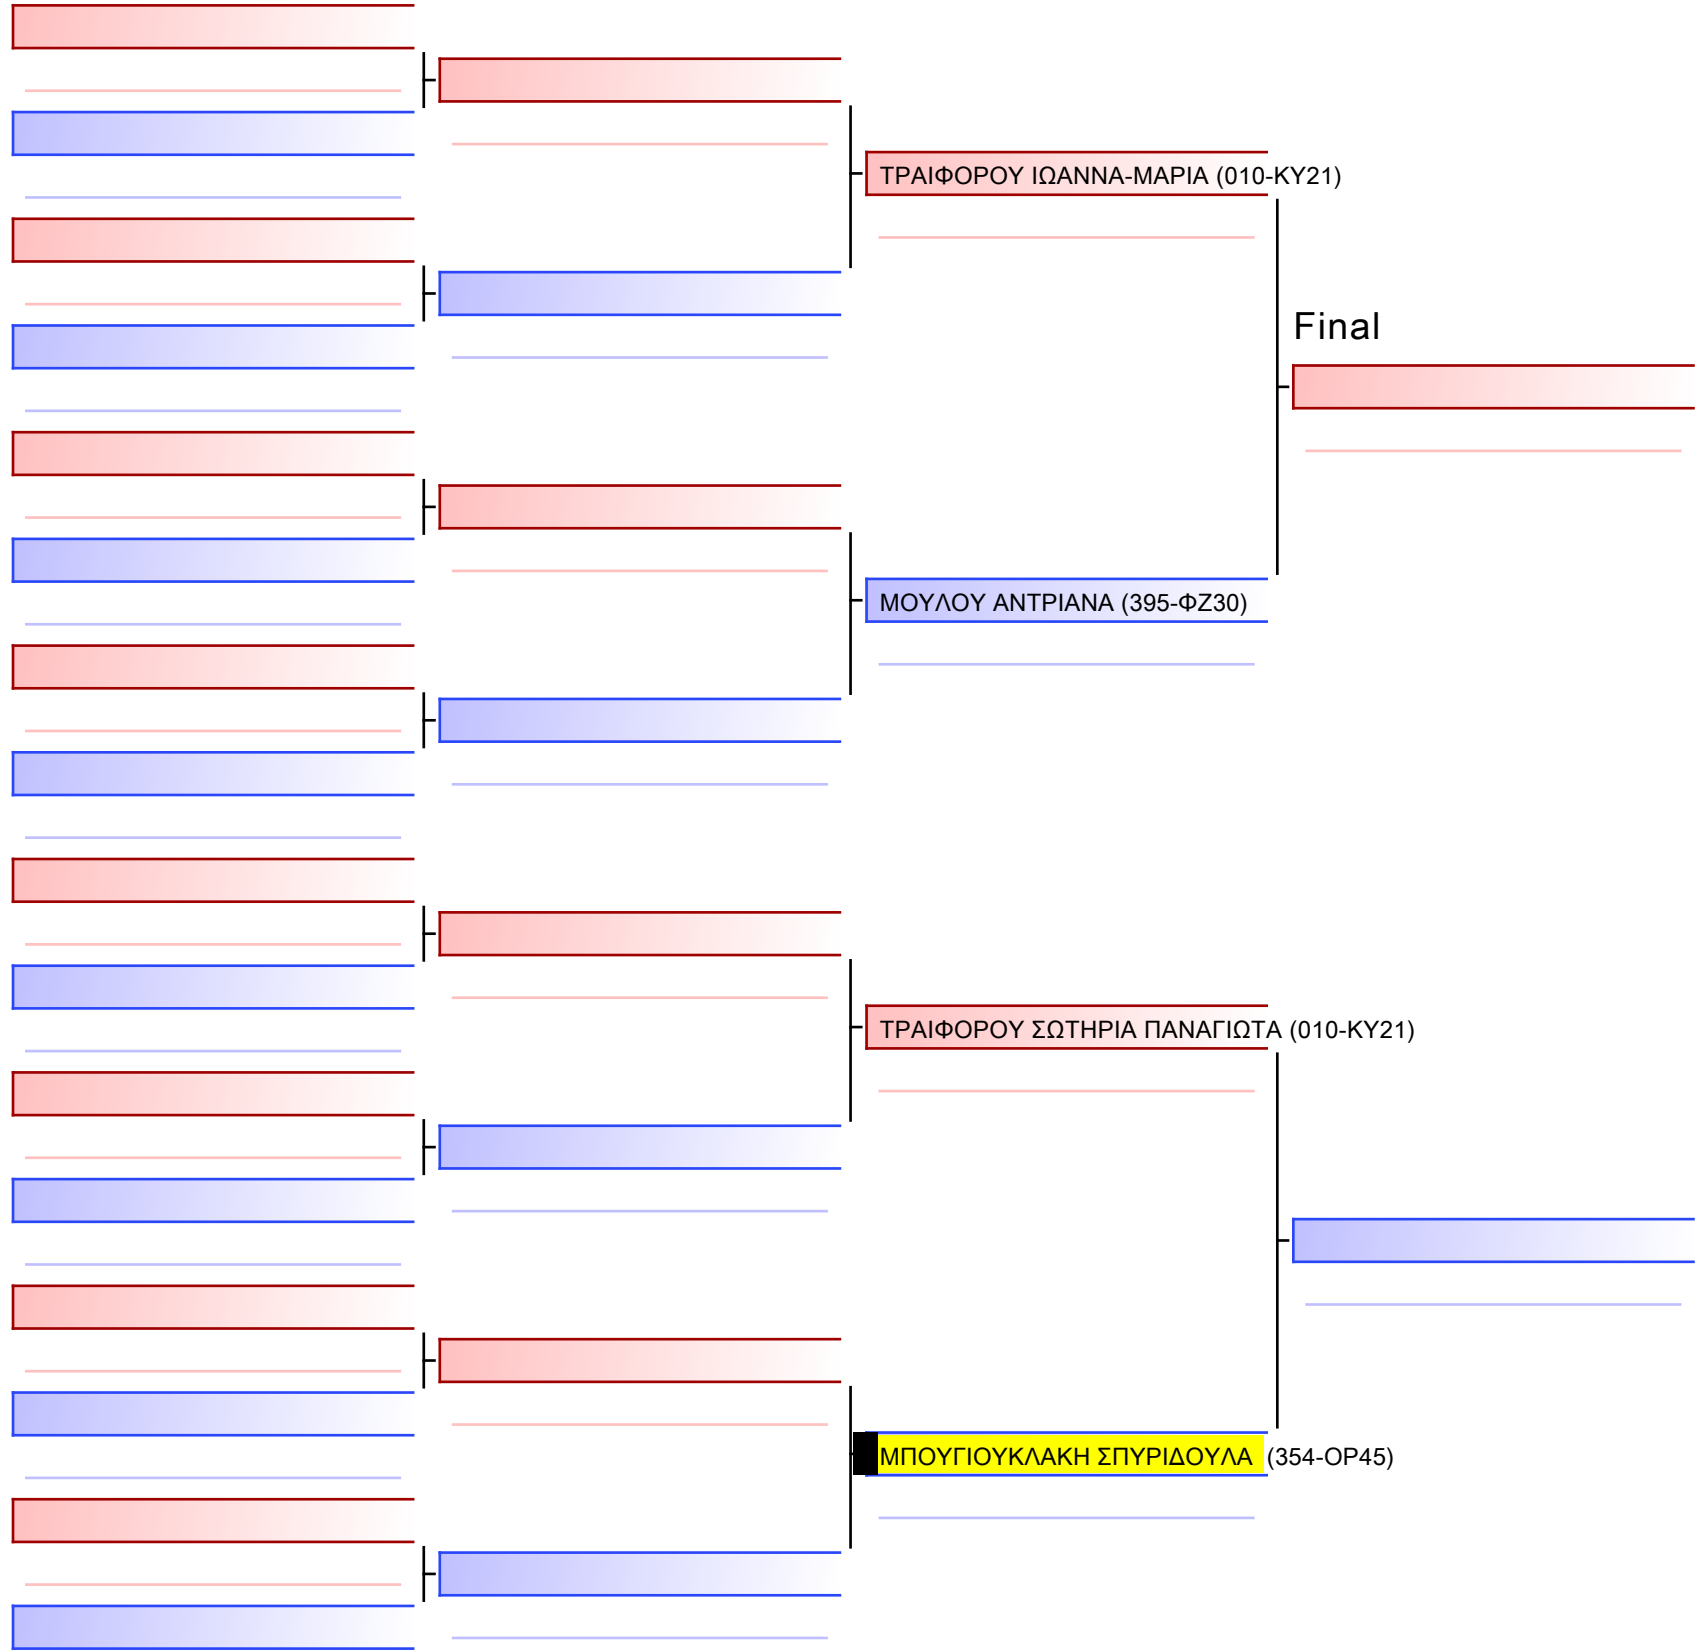 ΤΡΑΙΦΟΡΟΥ ΙΩΑΝΝΑ-ΜΑΡΙΑ (010-ΚΥ21)
Final
ΜΟΥΛΟΥ ΑΝΤΡΙΑΝΑ (395-ΦΖ30)
ΤΡΑΙΦΟΡΟΥ ΣΩΤΗΡΙΑ ΠΑΝΑΓΙΩΤΑ (010-ΚΥ21)
ΜΠΟΥΓΙΟΥΚΛΑΚΗ ΣΠΥΡΙΔΟΥΛΑ (354-ΟΡ45)